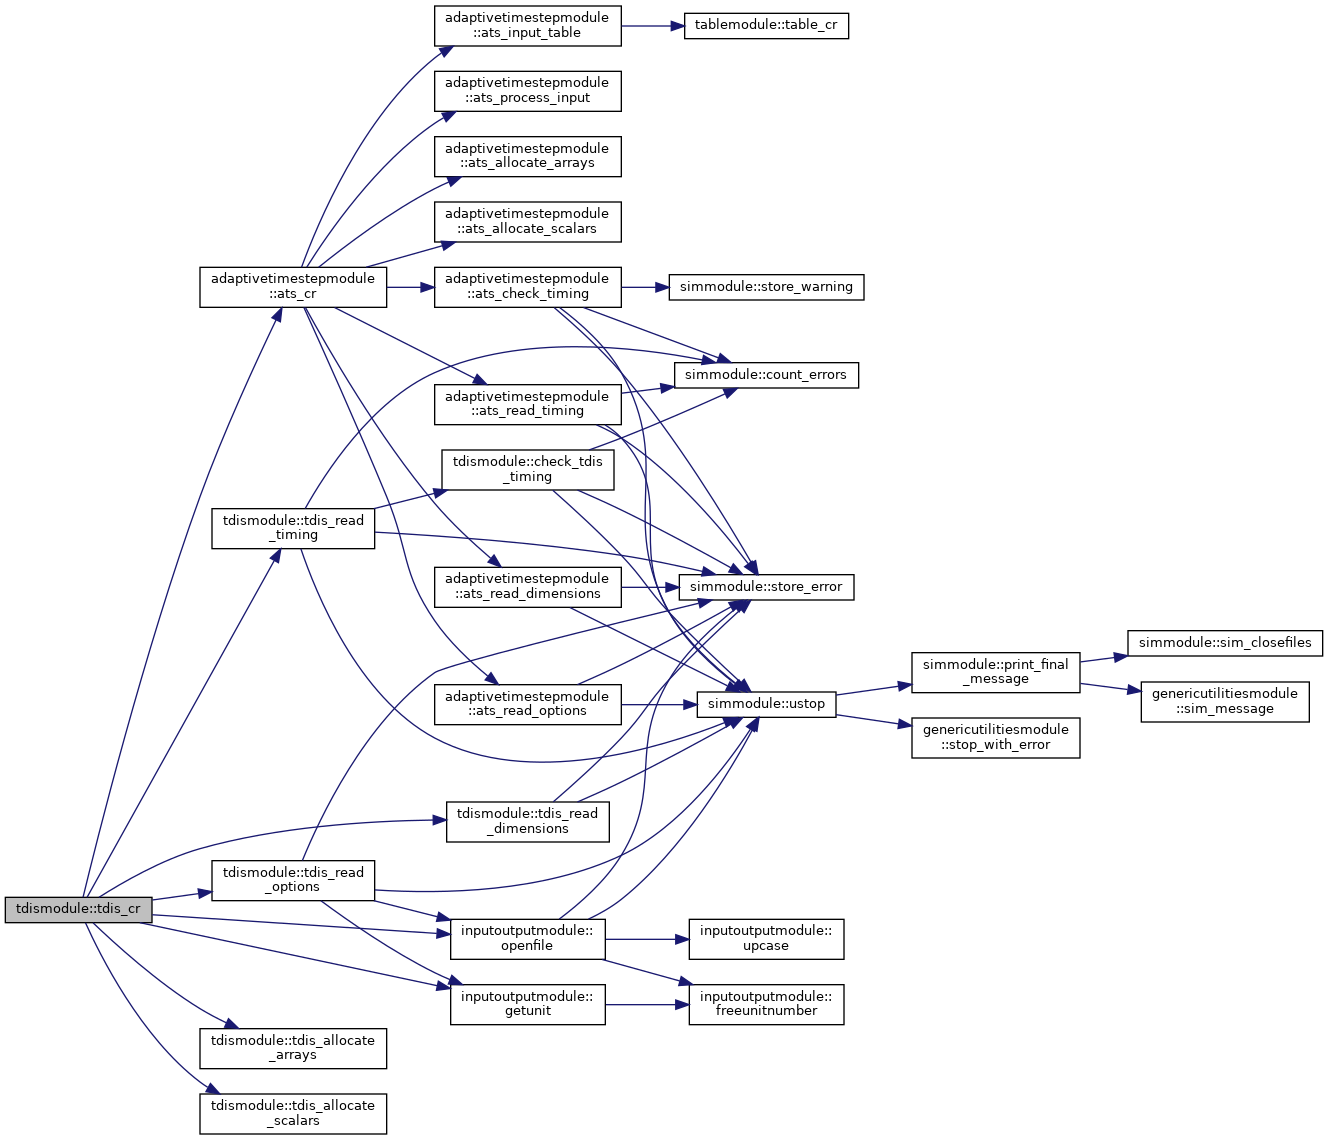 adaptivetimestepmodule
::ats_input_table
tablemodule::table_cr
adaptivetimestepmodule
::ats_process_input
adaptivetimestepmodule
::ats_allocate_arrays
adaptivetimestepmodule
::ats_allocate_scalars
adaptivetimestepmodule
::ats_cr
adaptivetimestepmodule
::ats_check_timing
simmodule::store_warning
simmodule::count_errors
adaptivetimestepmodule
::ats_read_timing
tdismodule::check_tdis
_timing
tdismodule::tdis_read
_timing
adaptivetimestepmodule
::ats_read_dimensions
simmodule::store_error
simmodule::sim_closefiles
simmodule::print_final
_message
genericutilitiesmodule
::sim_message
adaptivetimestepmodule
::ats_read_options
simmodule::ustop
genericutilitiesmodule
::stop_with_error
tdismodule::tdis_read
_dimensions
tdismodule::tdis_read
_options
tdismodule::tdis_cr
inputoutputmodule::
openfile
inputoutputmodule::
upcase
inputoutputmodule::
getunit
inputoutputmodule::
freeunitnumber
tdismodule::tdis_allocate
_arrays
tdismodule::tdis_allocate
_scalars